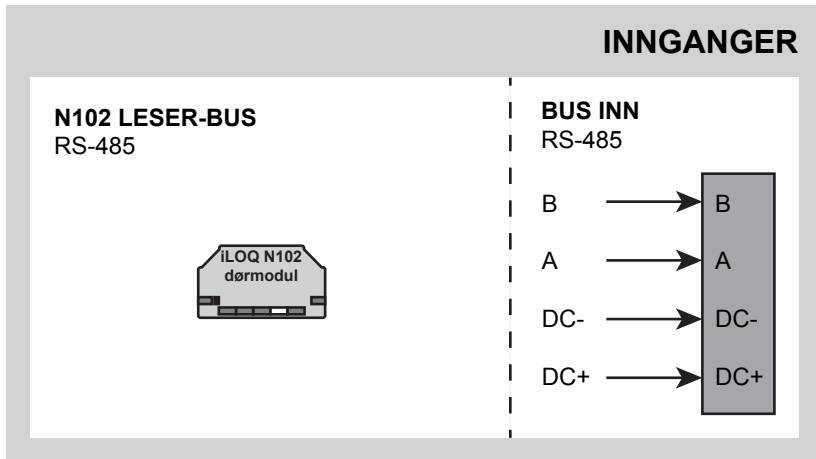 INNGANGER
N102 LESER-BUS
RS-485
iLOQ N102
dørmodul
BUS INN
RS-485
B B
A A
DC- DC-
DC+ DC+